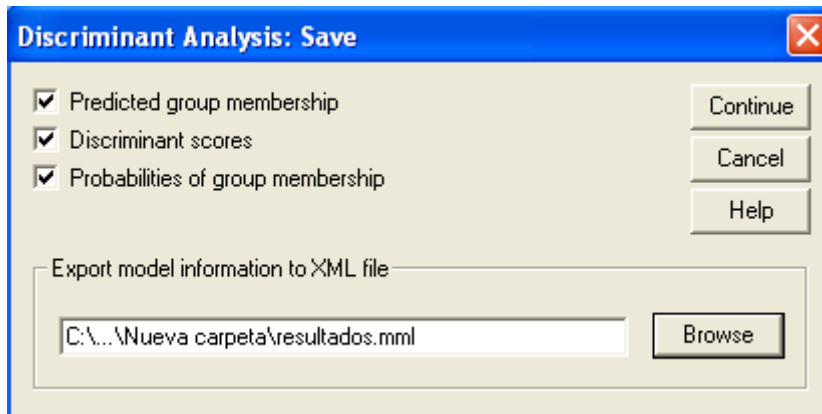 Discriminant Analysis: Save
Predicted group membership
Discriminant scores
Probabilities of group membership
Continue
Cancel
Help
Export model information to XML file
C:\...\Nueva carpeta\resultados.mml
Browse